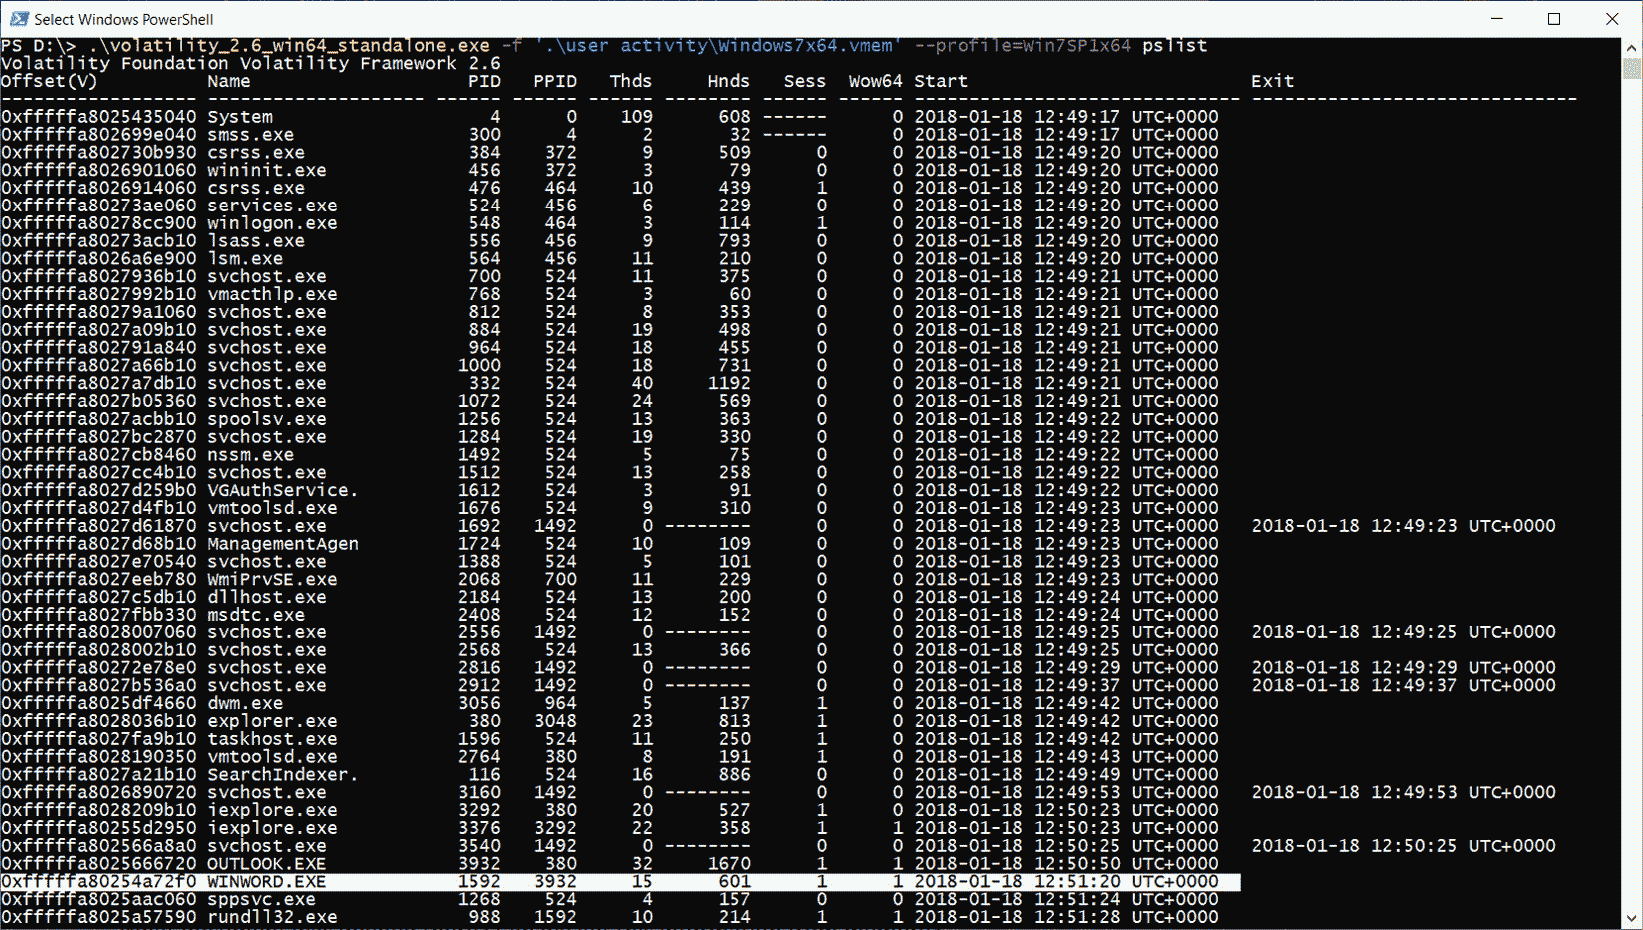 Select Windows PowerShell
PS D:\> .\volatility_2.6_win64_standalone.exe -f '.\user activity\Windows7x64.vmem' --profile=Win7SP1x64 pslist
Volatility Foundation Volatility Framework 2.6
Offset(V)          Name                    PID   PPID   Thds     Hnds   Sess  Wow64 Start                          Exit
------------------ -------------------- ------ ------ ------ -------- ------ ------ ------------------------------ ------------------------------
0xfffffa8025435040 System                    4      0    109      608 ------      0 2018-01-18 12:49:17 UTC+0000
0xfffffa802699e040 smss.exe                300      4      2       32 ------      0 2018-01-18 12:49:17 UTC+0000
0xfffffa802730b930 csrss.exe               384    372      9      509      0      0 2018-01-18 12:49:20 UTC+0000
0xfffffa8026901060 wininit.exe             456    372      3       79      0      0 2018-01-18 12:49:20 UTC+0000
0xfffffa8026914060 csrss.exe               476    464     10      439      1      0 2018-01-18 12:49:20 UTC+0000
0xfffffa80273ae060 services.exe            524    456      6      229      0      0 2018-01-18 12:49:20 UTC+0000
0xfffffa80278cc900 winlogon.exe            548    464      3      114      1      0 2018-01-18 12:49:20 UTC+0000
0xfffffa80273acb10 lsass.exe               556    456      9      793      0      0 2018-01-18 12:49:20 UTC+0000
0xfffffa8026a6e900 lsm.exe                 564    456     11      210      0      0 2018-01-18 12:49:20 UTC+0000
0xfffffa8027936b10 svchost.exe             700    524     11      375      0      0 2018-01-18 12:49:21 UTC+0000
0xfffffa8027992b10 vmacthlp.exe            768    524      3       60      0      0 2018-01-18 12:49:21 UTC+0000
0xfffffa80279a1060 svchost.exe             812    524      8      353      0      0 2018-01-18 12:49:21 UTC+0000
0xfffffa8027a09b10 svchost.exe             884    524     19      498      0      0 2018-01-18 12:49:21 UTC+0000
0xfffffa802791a840 svchost.exe             964    524     18      455      0      0 2018-01-18 12:49:21 UTC+0000
0xfffffa8027a66b10 svchost.exe            1000    524     18      731      0      0 2018-01-18 12:49:21 UTC+0000
0xfffffa8027a7db10 svchost.exe             332    524     40     1192      0      0 2018-01-18 12:49:21 UTC+0000
0xfffffa8027b05360 svchost.exe            1072    524     24      569      0      0 2018-01-18 12:49:21 UTC+0000
0xfffffa8027acbb10 spoolsv.exe            1256    524     13      363      0      0 2018-01-18 12:49:22 UTC+0000
0xfffffa8027bc2870 svchost.exe            1284    524     19      330      0      0 2018-01-18 12:49:22 UTC+0000
0xfffffa8027cb8460 nssm.exe               1492    524      5       75      0      0 2018-01-18 12:49:22 UTC+0000
0xfffffa8027cc4b10 svchost.exe            1512    524     13      258      0      0 2018-01-18 12:49:22 UTC+0000
0xfffffa8027d259b0 VGAuthService.         1612    524      3       91      0      0 2018-01-18 12:49:22 UTC+0000
0xfffffa8027d4fb10 vmtoolsd.exe           1676    524      9      310      0      0 2018-01-18 12:49:23 UTC+0000
0xfffffa8027d61870 svchost.exe            1692   1492      0 --------      0      0 2018-01-18 12:49:23 UTC+0000   2018-01-18 12:49:23 UTC+0000
0xfffffa8027d68b10 ManagementAgen         1724    524     10      109      0      0 2018-01-18 12:49:23 UTC+0000
0xfffffa8027e70540 svchost.exe            1388    524      5      101      0      0 2018-01-18 12:49:23 UTC+0000
0xfffffa8027eeb780 WmiPrvSE.exe           2068    700     11      229      0      0 2018-01-18 12:49:23 UTC+0000
0xfffffa8027c5db10 dllhost.exe            2184    524     13      200      0      0 2018-01-18 12:49:24 UTC+0000
0xfffffa8027fbb330 msdtc.exe              2408    524     12      152      0      0 2018-01-18 12:49:24 UTC+0000
0xfffffa8028007060 svchost.exe            2556   1492      0 --------      0      0 2018-01-18 12:49:25 UTC+0000   2018-01-18 12:49:25 UTC+0000
0xfffffa8028002b10 svchost.exe            2568    524     13      366      0      0 2018-01-18 12:49:25 UTC+0000
0xfffffa80272e78e0 svchost.exe            2816   1492      0 --------      0      0 2018-01-18 12:49:29 UTC+0000   2018-01-18 12:49:29 UTC+0000
0xfffffa8027b536a0 svchost.exe            2912   1492      0 --------      0      0 2018-01-18 12:49:37 UTC+0000   2018-01-18 12:49:37 UTC+0000
0xfffffa8025df4660 dwm.exe                3056    964      5      137      1      0 2018-01-18 12:49:42 UTC+0000
0xfffffa8028036b10 explorer.exe            380   3048     23      813      1      0 2018-01-18 12:49:42 UTC+0000
0xfffffa8027fa9b10 taskhost.exe           1596    524     11      250      1      0 2018-01-18 12:49:42 UTC+0000
0xfffffa8028190350 vmtoolsd.exe           2764    380      8      191      1      0 2018-01-18 12:49:43 UTC+0000
0xfffffa8027a21b10 SearchIndexer.          116    524     16      886      0      0 2018-01-18 12:49:49 UTC+0000
0xfffffa8026890720 svchost.exe            3160   1492      0 --------      0      0 2018-01-18 12:49:53 UTC+0000   2018-01-18 12:49:53 UTC+0000
0xfffffa8028209b10 iexplore.exe           3292    380     20      527      1      0 2018-01-18 12:50:23 UTC+0000
0xfffffa80255d2950 iexplore.exe           3376   3292     22      358      1      1 2018-01-18 12:50:23 UTC+0000
0xfffffa802566a8a0 svchost.exe            3540   1492      0 --------      0      0 2018-01-18 12:50:25 UTC+0000   2018-01-18 12:50:25 UTC+0000
0xfffffa8025666720 OUTLOOK.EXE            3932    380     32     1670      1      1 2018-01-18 12:50:50 UTC+0000
0xfffffa80254a72f0 WINWORD.EXE            1592   3932     15      601      1      1 2018-01-18 12:51:20 UTC+0000
0xfffffa8025aac060 sppsvc.exe             1268    524      4      157      0      0 2018-01-18 12:51:24 UTC+0000
0xfffffa8025a57590 rundll32.exe            988   1592     10      214      1      1 2018-01-18 12:51:28 UTC+0000